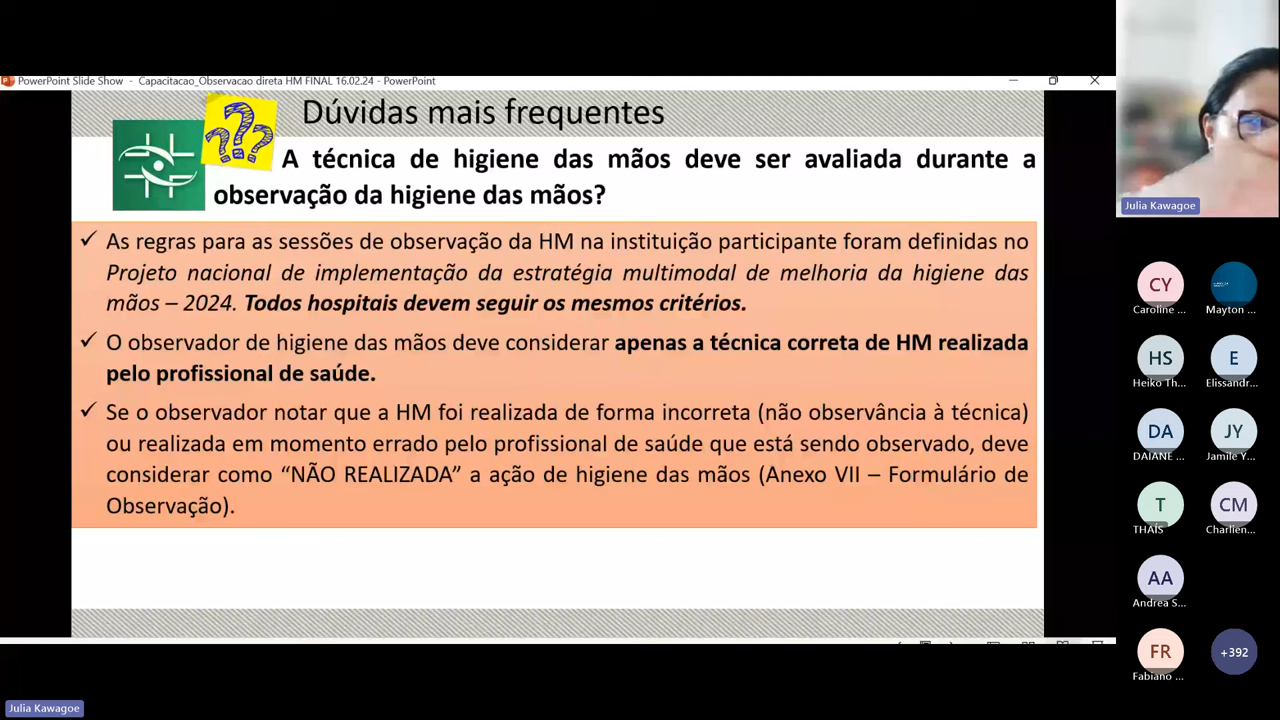 PowerPoint Slide Show - Capacitacao_Observacao direta HM FINAL 16.02.24 - PowerPoint
Dúvidas mais frequentes
A técnica de higiene das mãos deve ser avaliada durante a
observação da higiene das mãos?
✓ As regras para as sessões de observação da HM na instituição participante foram definidas no
Projeto nacional de implementação da estratégia multimodal de melhoria da higiene das
mãos – 2024. Todos hospitais devem seguir os mesmos critérios.
✓ O observador de higiene das mãos deve considerar apenas a técnica correta de HM realizada
pelo profissional de saúde.
✓ Se o observador notar que a HM foi realizada de forma incorreta (não observância à técnica)
ou realizada em momento errado pelo profissional de saúde que está sendo observado, deve
considerar como “NÃO REALIZADA” a ação de higiene das mãos (Anexo VII – Formulário de
Observação).
Julia Kawagoe
CY
Caroline ...
Mayton ...
HS
Heiko Th...
E
Elissandr...
DA
DAIANE ...
JY
Jamile Y...
T
THAÍS
CM
Charlien...
AA
Andrea S...
FR
Fabiano ...
+392
Julia Kawagoe